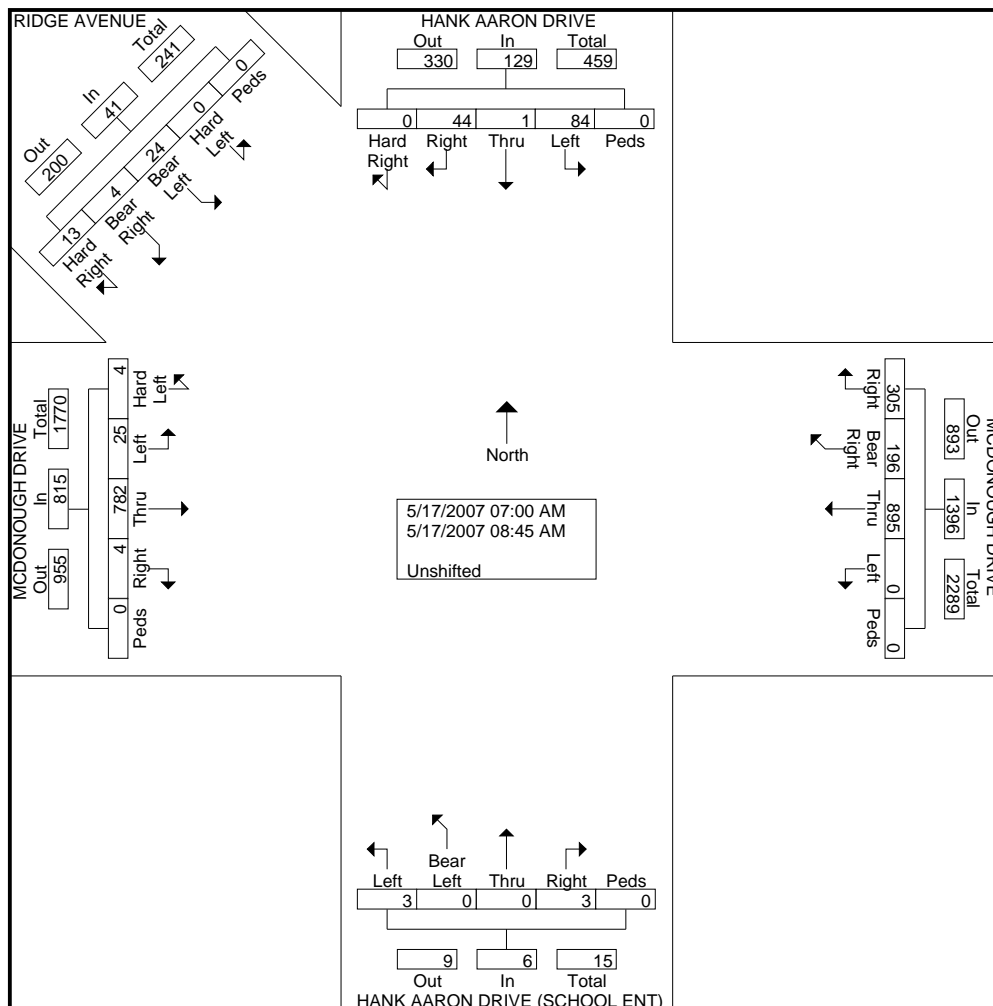 RIDGE AVENUE
Total
241
In
41
Out
200
0
Peds
0
Hard
Left
24
Bear
Left
4
Bear
Right
13
Hard
Right
HANK AARON DRIVE
Out In Total
330 129 459
0 44 1 84 0
Hard
Right Right Thru Left Peds
MCDONOUGH DRIVE
Total
1770
In
815
Out
955
4
Hard
Left
25
Left
782
Thru
4
Right
0
Peds
North
5/17/2007 07:00 AM
5/17/2007 08:45 AM
Unshifted
MCDONOUGH DRIVE
Out
893
In
1396
Total
2289
305
Right
196
Bear
Right
895
Thru
0
Left
0
Peds
Bear
Left Left Thru Right Peds
3 0 0 3 0
9 6 15
Out In Total
HANK AARON DRIVE (SCHOOL ENT)